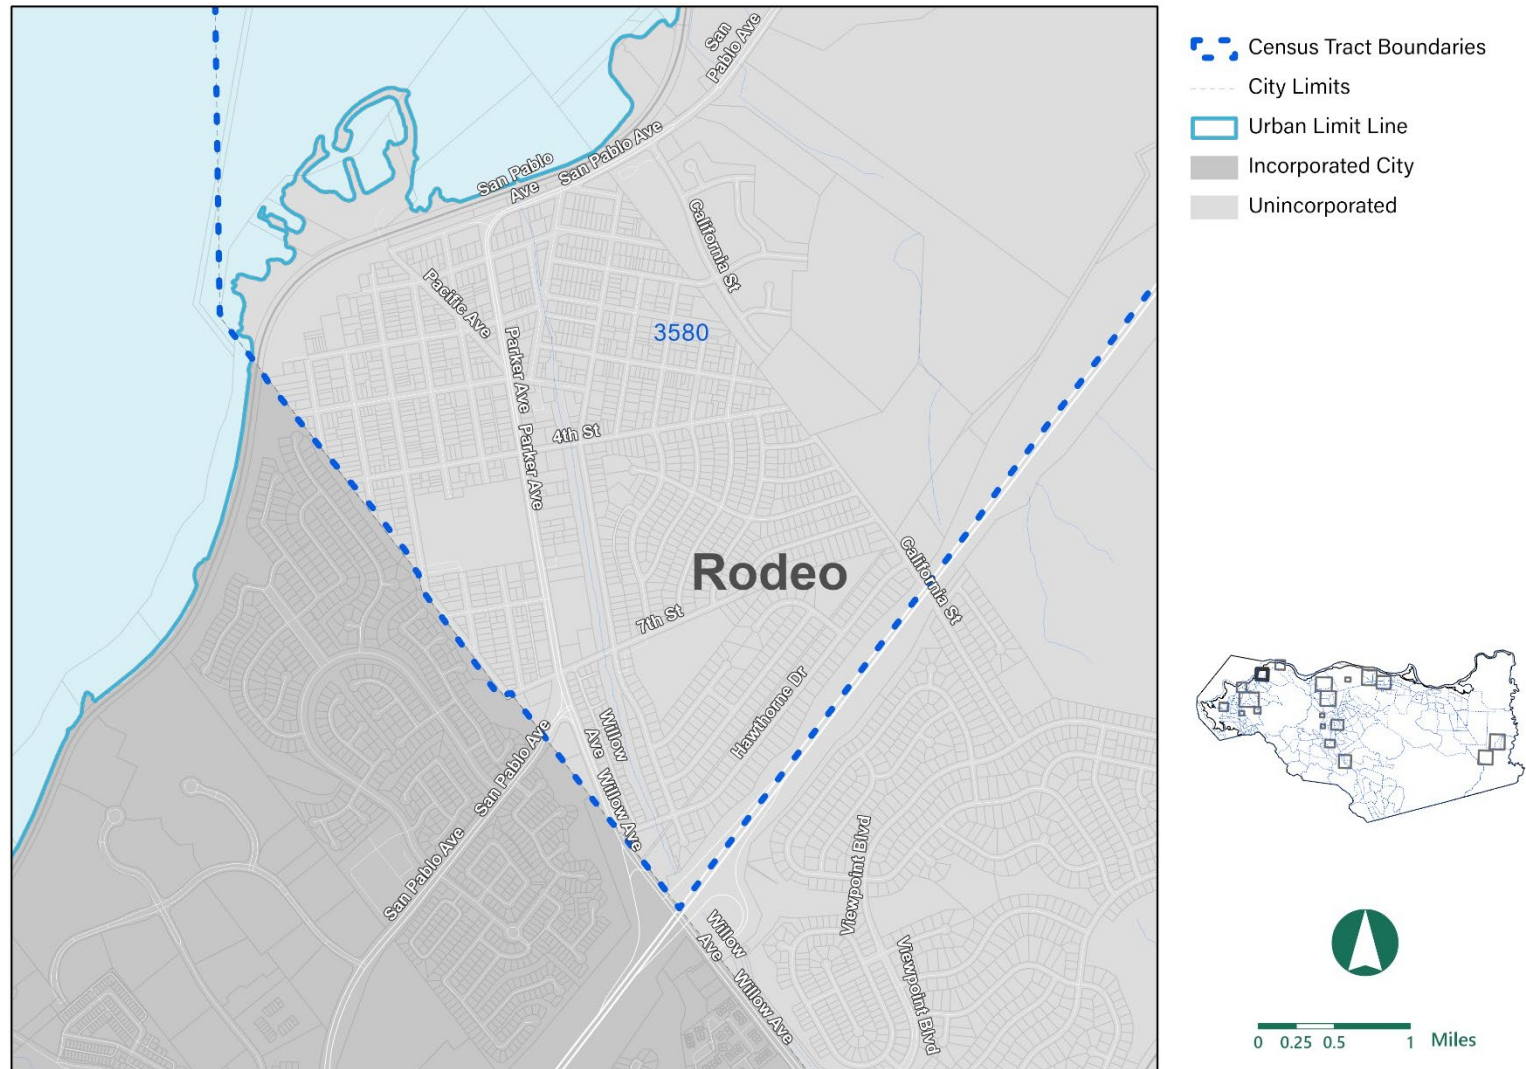 San
Pablo Ave
San Pablo
Ave
San Pablo Ave
California St
Pacific Ave
Parker Ave
3580
4th St
Parker Ave
Rodeo
California St
7th St
Hawthorne Dr
Willow
Ave
San Pablo Ave
Willow Ave
San Pablo Ave
Viewpoint Blvd
Willow
Ave
Viewpoint Blvd
Willow Ave
Census Tract Boundaries
City Limits
Urban Limit Line
Incorporated City
Unincorporated
0 0.25 0.5 1 Miles